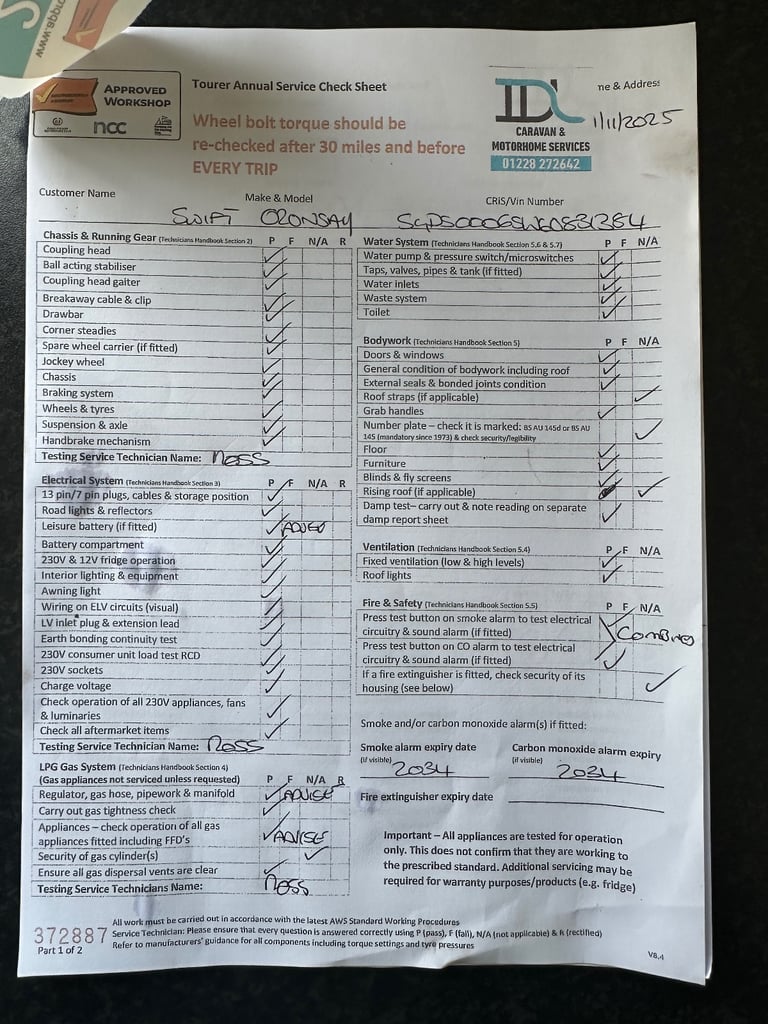 APPROVED
WORKSHOP
ncc
Tourer Annual Service Check Sheet
Wheel bolt torque should be
re-checked after 30 miles and before
EVERY TRIP
IDL
CARAVAN &
MOTORHOME SERVICES
01228 272642
ne & Address
1/11/2025
Customer Name
Make & Model
CRiS/Vin Number
SWIFT ORONSAY
Chassis & Running Gear (Technicians Handbook Section 2) P F N/A R
Coupling head
Ball acting stabiliser
Coupling head gaiter
Breakaway cable & clip
Drawbar
Corner steadies
Spare wheel carrier (if fitted)
Jockey wheel
Chassis
Braking system
Wheels & tyres
Suspension & axle
Handbrake mechanism
Testing Service Technician Name: ROSS
Electrical System (Technicians Handbook Section 3) P F N/A R
13 pin/7 pin plugs, cables & storage position
Road lights & reflectors
Leisure battery (if fitted)
Battery compartment
230V & 12V fridge operation
Interior lighting & equipment
Awning light
Wiring on ELV circuits (visual)
LV inlet plug & extension lead
Earth bonding continuity test
230V consumer unit load test RCD
230V sockets
Charge voltage
Check operation of all 230V appliances, fans
& luminaries
Check all aftermarket items
Testing Service Technician Name: ROSS
LPG Gas System (Technicians Handbook Section 4)
(Gas appliances not serviced unless requested) P F N/A R
Regulator, gas hose, pipework & manifold ADVISE
Carry out gas tightness check
Appliances – check operation of all gas
appliances fitted including FFD's ADVISE
Security of gas cylinder(s)
Ensure all gas dispersal vents are clear
Testing Service Technicians Name: ROSS
Water System (Technicians Handbook Section 5.6 & 5.7) P F N/A
Water pump & pressure switch/microswitches
Taps, valves, pipes & tank (if fitted)
Water inlets
Waste system
Toilet
Bodywork (Technicians Handbook Section 5) P F N/A
Doors & windows
General condition of bodywork including roof
External seals & bonded joints condition
Roof straps (if applicable)
Grab handles
Number plate – check it is marked: BS AU 145d or BS AU
145 (mandatory since 1973) & check security/legibility
Floor
Furniture
Blinds & fly screens
Rising roof (if applicable)
Damp test– carry out & note reading on separate
damp report sheet
Ventilation (Technicians Handbook Section 5.4) P F N/A
Fixed ventilation (low & high levels)
Roof lights
Fire & Safety (Technicians Handbook Section 5.5) P F N/A
Press test button on smoke alarm to test electrical
circuitry & sound alarm (if fitted) COMBINED
Press test button on CO alarm to test electrical
circuitry & sound alarm (if fitted)
If a fire extinguisher is fitted, check security of its
housing (see below)
Smoke and/or carbon monoxide alarm(s) if fitted:
Smoke alarm expiry date
(if visible) 2034
Carbon monoxide alarm expiry
(if visible) 2034
Fire extinguisher expiry date
Important – All appliances are tested for operation
only. This does not confirm that they are working to
the prescribed standard. Additional servicing may be
required for warranty purposes/products (e.g. fridge)
372887
Part 1 of 2
All work must be carried out in accordance with the latest AWS Standard Working Procedures
Service Technician: Please ensure that every question is answered correctly using P (pass), F (fail), N/A (not applicable) & R (rectified)
Refer to manufacturers' guidance for all components including torque settings and tyre pressures
V8.4